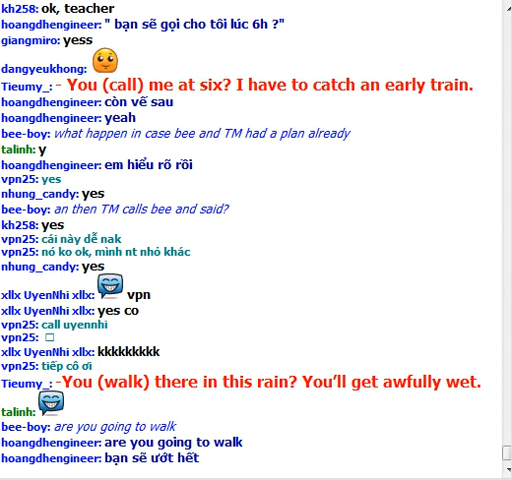 kh258: ok, teacher
hoangdhengineer: " bạn sẽ gọi cho tôi lúc 6h ?"
giangmiro: yess
dangyeukhong:
Tieumy_: - You (call) me at six? I have to catch an early train.
hoangdhengineer: còn vế sau
hoangdhengineer: yeah
bee-boy: what happen in case bee and TM had a plan already
talinh: y
hoangdhengineer: em hiểu rõ rồi
vpn25: yes
nhung_candy: yes
bee-boy: an then TM calls bee and said?
kh258: yes
vpn25: cái này dễ nak
vpn25: nó ko ok, mình nt nhỏ khác
nhung_candy: yes
xllx UyenNhi xllx: vpn
xllx UyenNhi xllx: yes co
vpn25: call uyennhi
vpn25:
xllx UyenNhi xllx: kkkkkkkkk
vpn25: tiếp cô ơi
Tieumy_: -You (walk) there in this rain? You’ll get awfully wet.
talinh:
bee-boy: are you going to walk
hoangdhengineer: are you going to walk
hoangdhengineer: bạn sẽ ướt hết